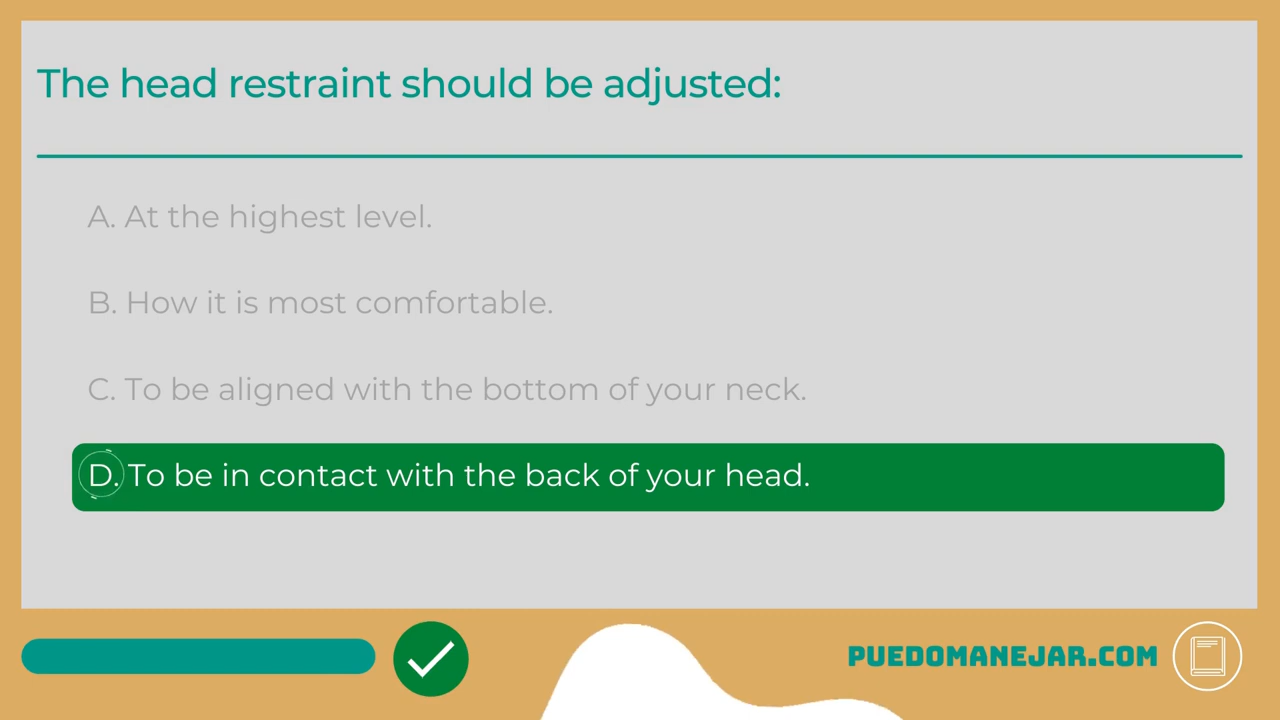 The head restraint should be adjusted:
A. At the highest level.
B. How it is most comfortable.
C. To be aligned with the bottom of your neck.
D. To be in contact with the back of your head.
PUEDOMANEJAR.COM